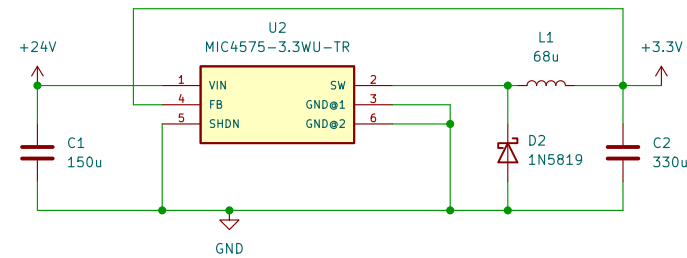 +24V
U2
MIC4575-3.3WU-TR
L1
68u
+3.3V
1 VIN SW 2
4 FB GND@1 3
5 SHDN GND@2 6
C1
150u
D2
1N5819
C2
330u
GND